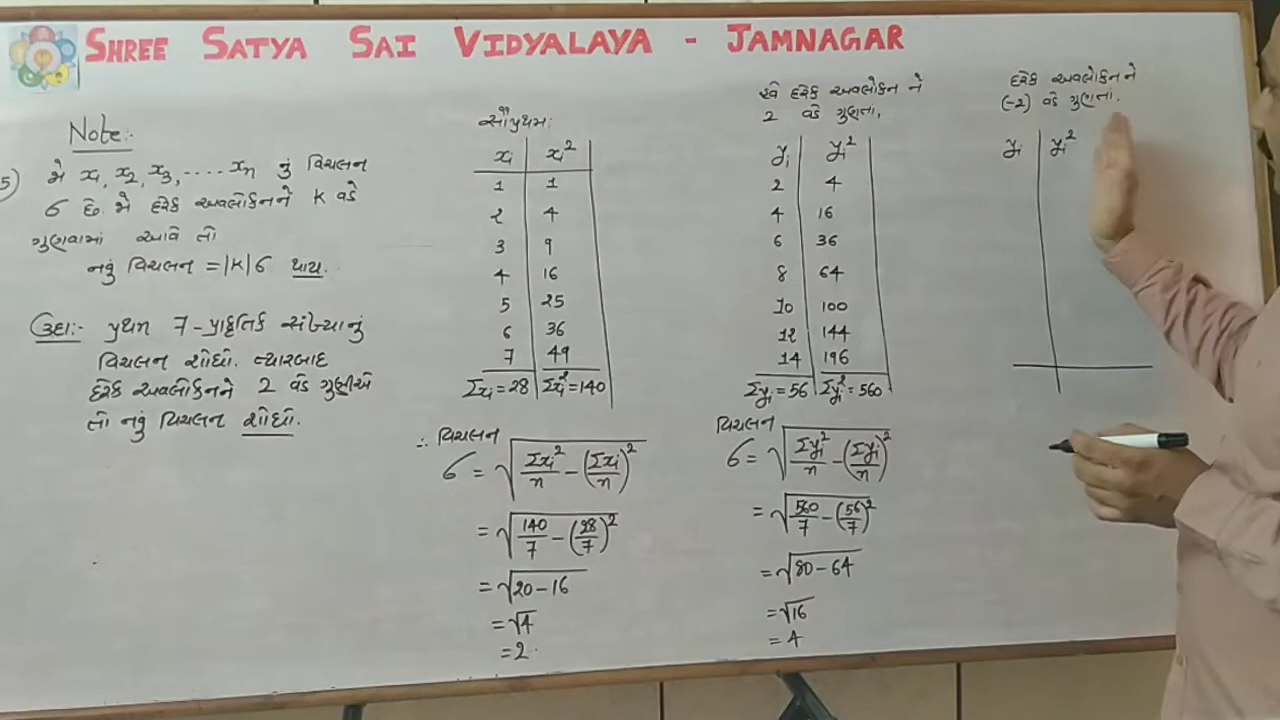 SHREE SATYA SAI VIDYALAYA - JAMNAGAR
Note:-
5) જો x₁, x₂, x₃, ....xₙ નું વિચલન
σ છે. જો દરેક અવલોકનને K વડે
ગુણવામાં આવે તો
નવું વિચલન = |K|σ થાય.
ઉદા:- પ્રથમ 7 - પ્રાકૃતિક સંખ્યાનું
વિચલન શોધો. ત્યારબાદ
દરેક અવલોકનને 2 વડે ગુણીએ
તો નવું વિચલન શોધો.
સૌપ્રથમ:
xᵢ xᵢ²
1 1
2 4
3 9
4 16
5 25
6 36
7 49
Σxᵢ = 28 Σxᵢ² = 140
∴ વિચલન
σ = √(Σxᵢ²/n - (Σxᵢ/n)²)
= √(140/7 - (28/7)²)
= √(20 - 16)
= √4
= 2.
હવે દરેક અવલોકન ને
2 વડે ગુણતા,
yᵢ yᵢ²
2 4
4 16
6 36
8 64
10 100
12 144
14 196
Σyᵢ = 56 Σyᵢ² = 560
વિચલન
σ = √(Σyᵢ²/n - (Σyᵢ/n)²)
= √(560/7 - (56/7)²)
= √(80 - 64)
= √16
= 4
દરેક અવલોકનને
(-2) વડે ગુણતા,
yᵢ yᵢ²